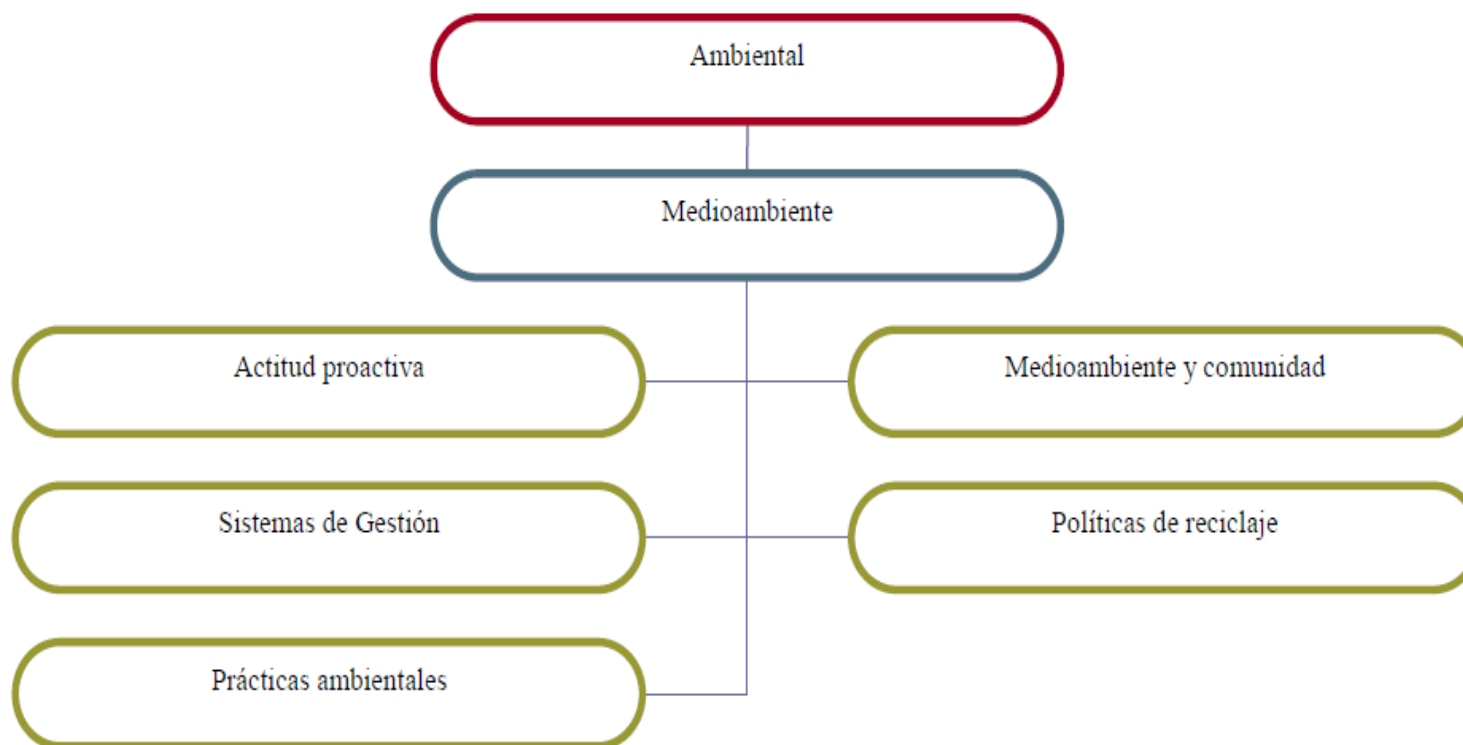 Ambiental
Medioambiente
Actitud proactiva
Medioambiente y comunidad
Sistemas de Gestión
Políticas de reciclaje
Prácticas ambientales